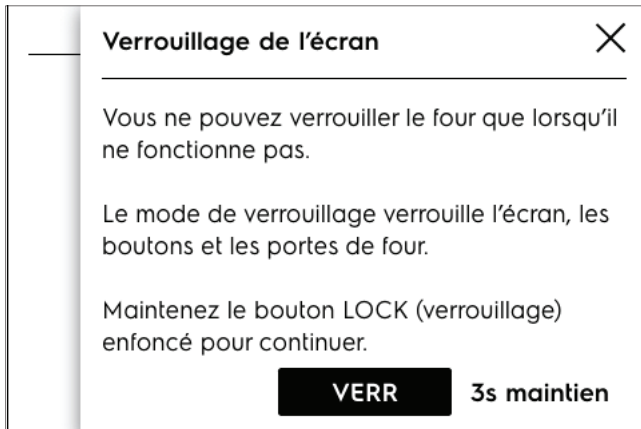 Verrouillage de l'écran
Vous ne pouvez verrouiller le four que lorsqu'il
ne fonctionne pas.
Le mode de verrouillage verrouille l'écran, les
boutons et les portes de four.
Maintenez le bouton LOCK (verrouillage)
enfoncé pour continuer.
VERR 3s maintien